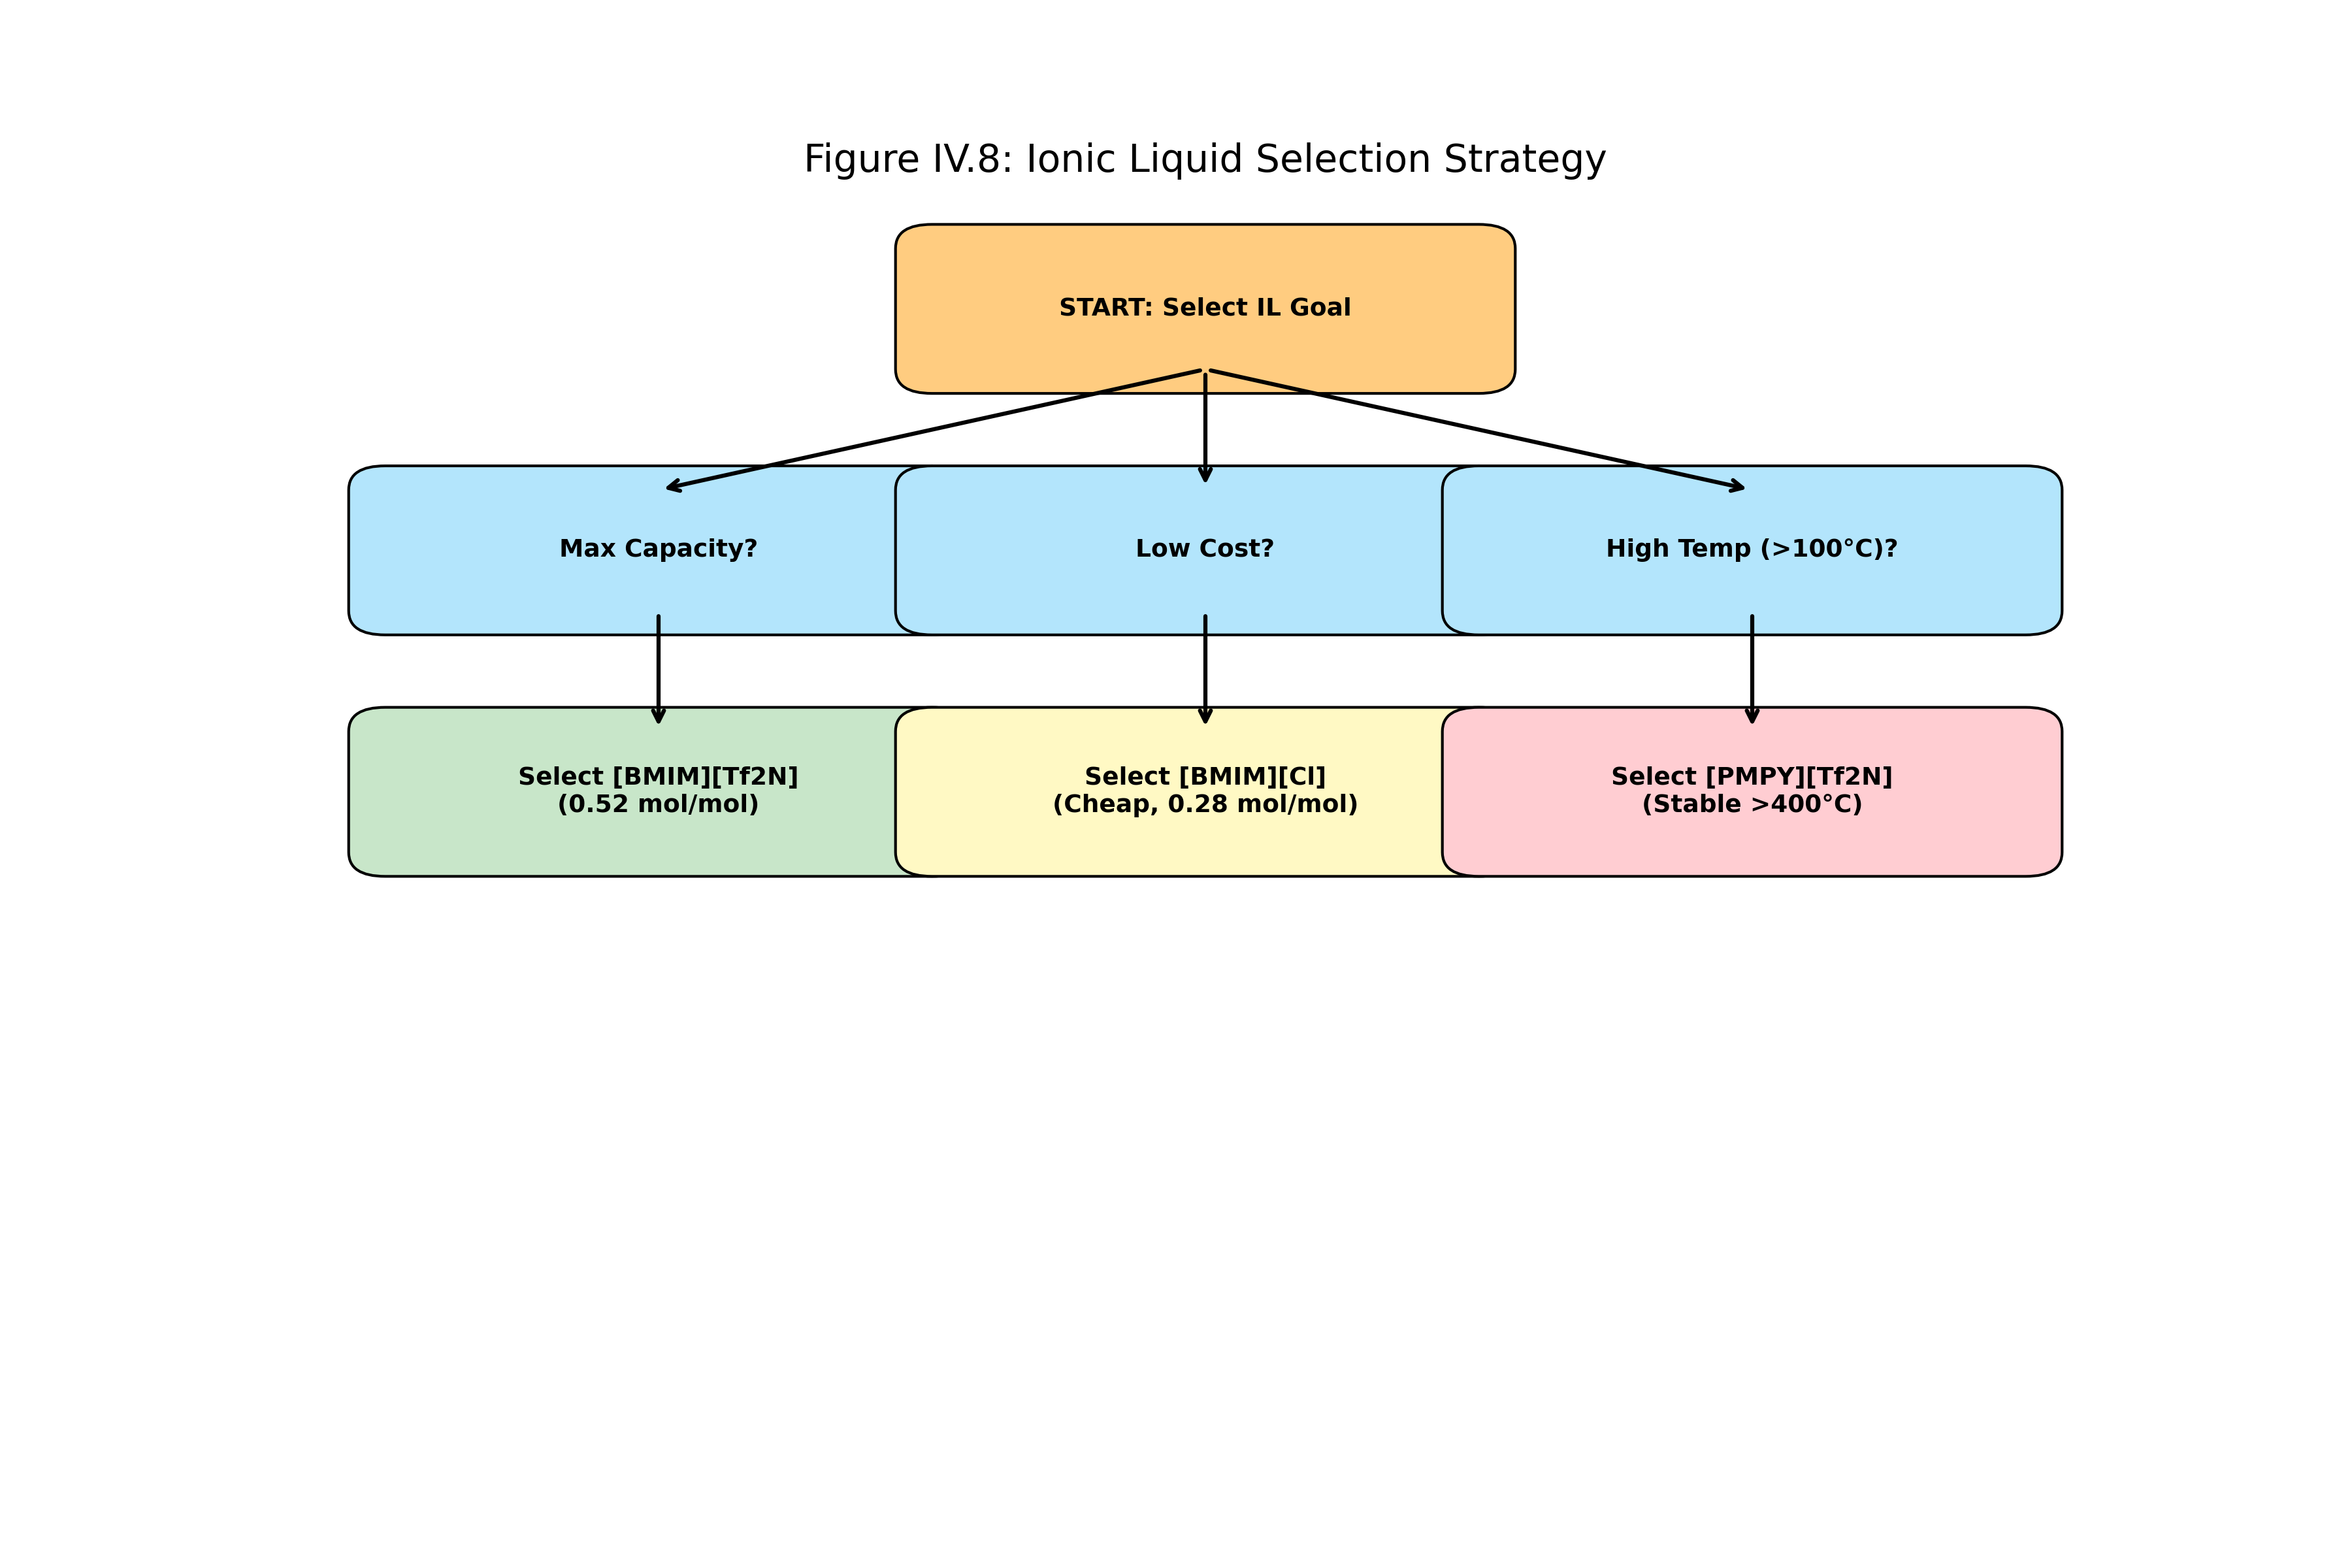 Figure IV.8: Ionic Liquid Selection Strategy
START: Select IL Goal
Max Capacity?
Low Cost?
High Temp (>100°C)?
Select [BMIM][Tf2N]
(0.52 mol/mol)
Select [BMIM][Cl]
(Cheap, 0.28 mol/mol)
Select [PMPY][Tf2N]
(Stable >400°C)